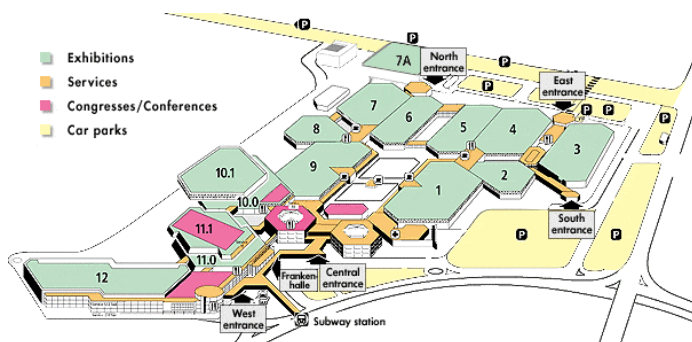 Exhibitions
Services
Congresses/Conferences
Car parks
P
P
P
P
P
P
P
P
P
P
P
7A
North
entrance
East
entrance
7
6
8
5
4
3
9
10.1
10.0
1
2
11.1
11.0
12
South
entrance
Franken-
halle
Central
entrance
West
entrance
Subway station